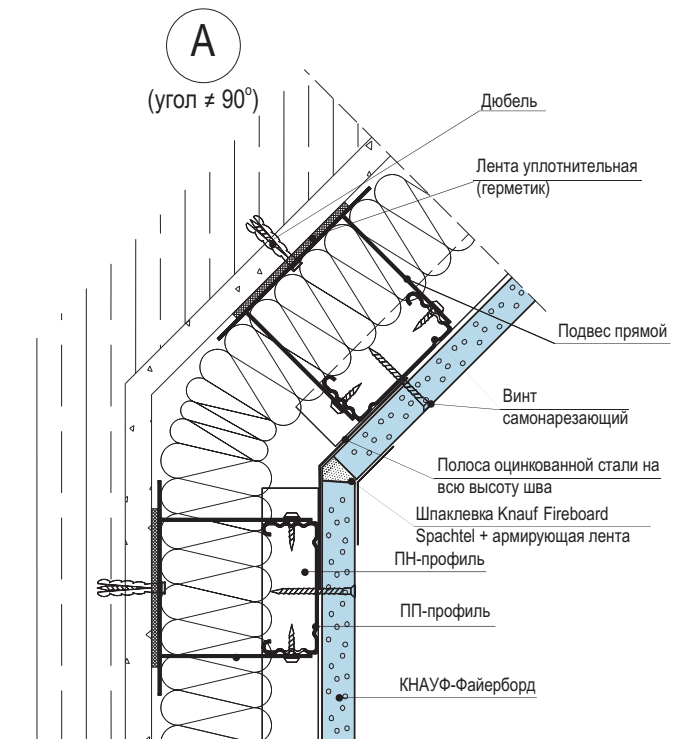 А
(угол ≠ 90°)
Дюбель
Лента уплотнительная
(герметик)
Подвес прямой
Винт
самонарезающий
Полоса оцинкованной стали на
всю высоту шва
Шпаклевка Knauf Fireboard
Spachtel + армирующая лента
ПН-профиль
ПП-профиль
КНАУФ-Файерборд